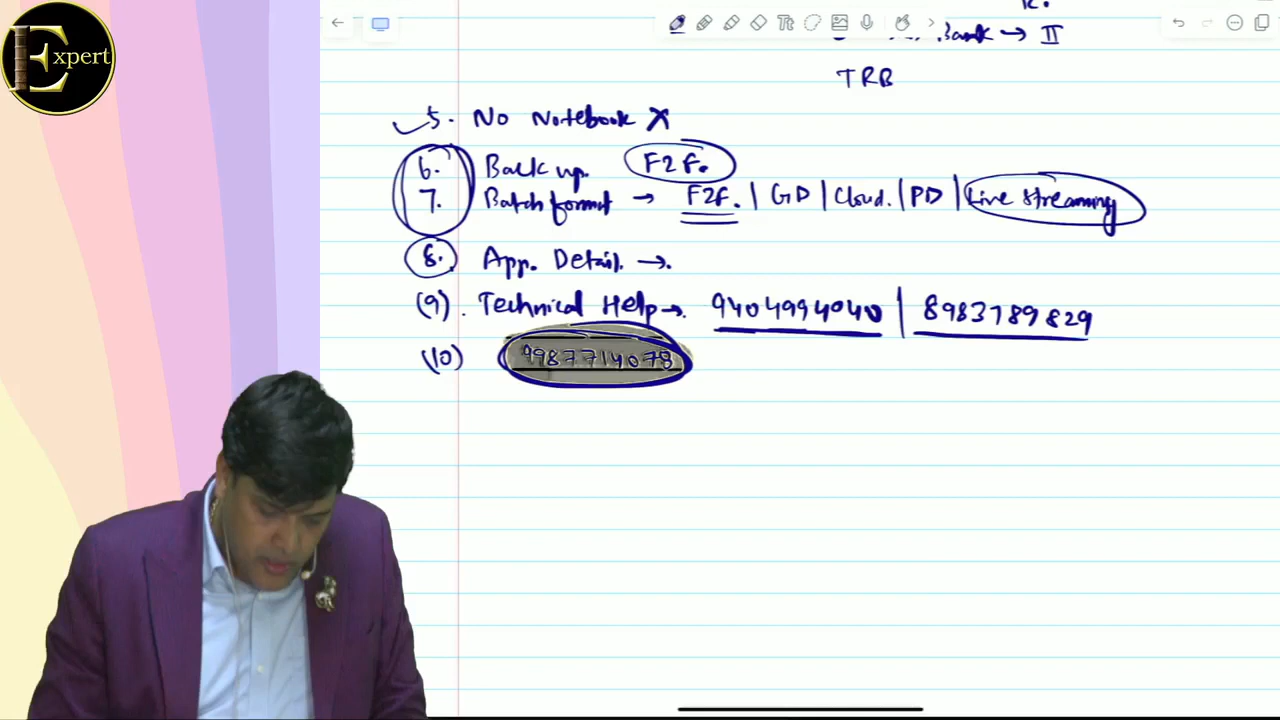 Expert
Bank → II
TRB
✓ 5. No Notebook X
6. Back up. F2F.
7. Batch format → F2F. | GD | Cloud. | PD | Live Streaming
8. App. Detail. →.
(9). Technical Help →. 9404994040 | 8983789829
(10) 9987714078